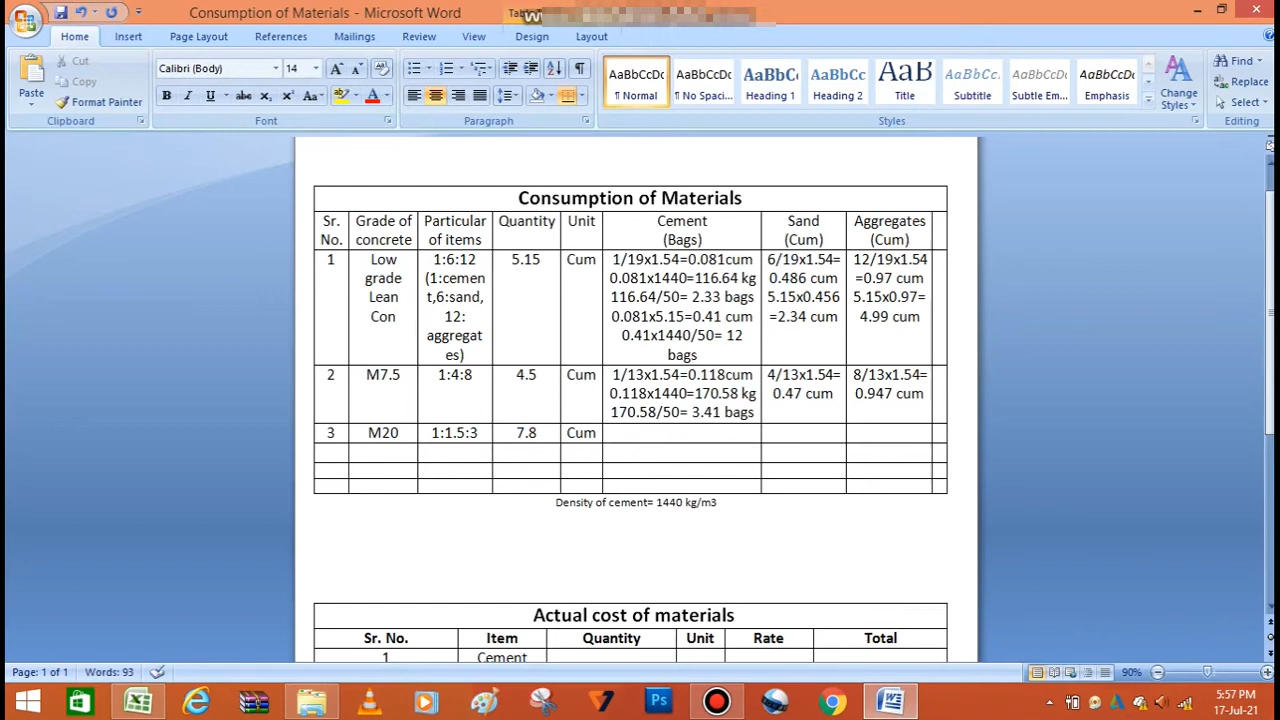 Consumption of Materials - Microsoft Word
Home Insert Page Layout References Mailings Review View Design Layout
Cut
Copy
Format Painter
Paste
Clipboard
Calibri (Body) 14
Font
Paragraph
AaBbCcDc AaBbCcDc AaBbC( AaBbCc AaB AaBbCc. AaBbCcDc AaBbCcDc
¶ Normal ¶ No Spaci... Heading 1 Heading 2 Title Subtitle Subtle Em... Emphasis
Change Styles
Styles
Find
Replace
Select
Editing
Consumption of Materials
Sr. No. Grade of concrete Particular of items Quantity Unit Cement (Bags) Sand (Cum) Aggregates (Cum)
1 Low grade Lean Con 1:6:12 (1:cement,6:sand, 12: aggregates) 5.15 Cum
1/19x1.54=0.081cum
0.081x1440=116.64 kg
116.64/50= 2.33 bags
0.081x5.15=0.41 cum
0.41x1440/50= 12
bags
6/19x1.54=
0.486 cum
5.15x0.456
=2.34 cum
12/19x1.54
=0.97 cum
5.15x0.97=
4.99 cum
2 M7.5 1:4:8 4.5 Cum
1/13x1.54=0.118cum
0.118x1440=170.58 kg
170.58/50= 3.41 bags
4/13x1.54=
0.47 cum
8/13x1.54=
0.947 cum
3 M20 1:1.5:3 7.8 Cum
Density of cement= 1440 kg/m3
Actual cost of materials
Sr. No. Item Quantity Unit Rate Total
1 Cement
Page: 1 of 1 Words: 93 90%
5:57 PM
17-Jul-21